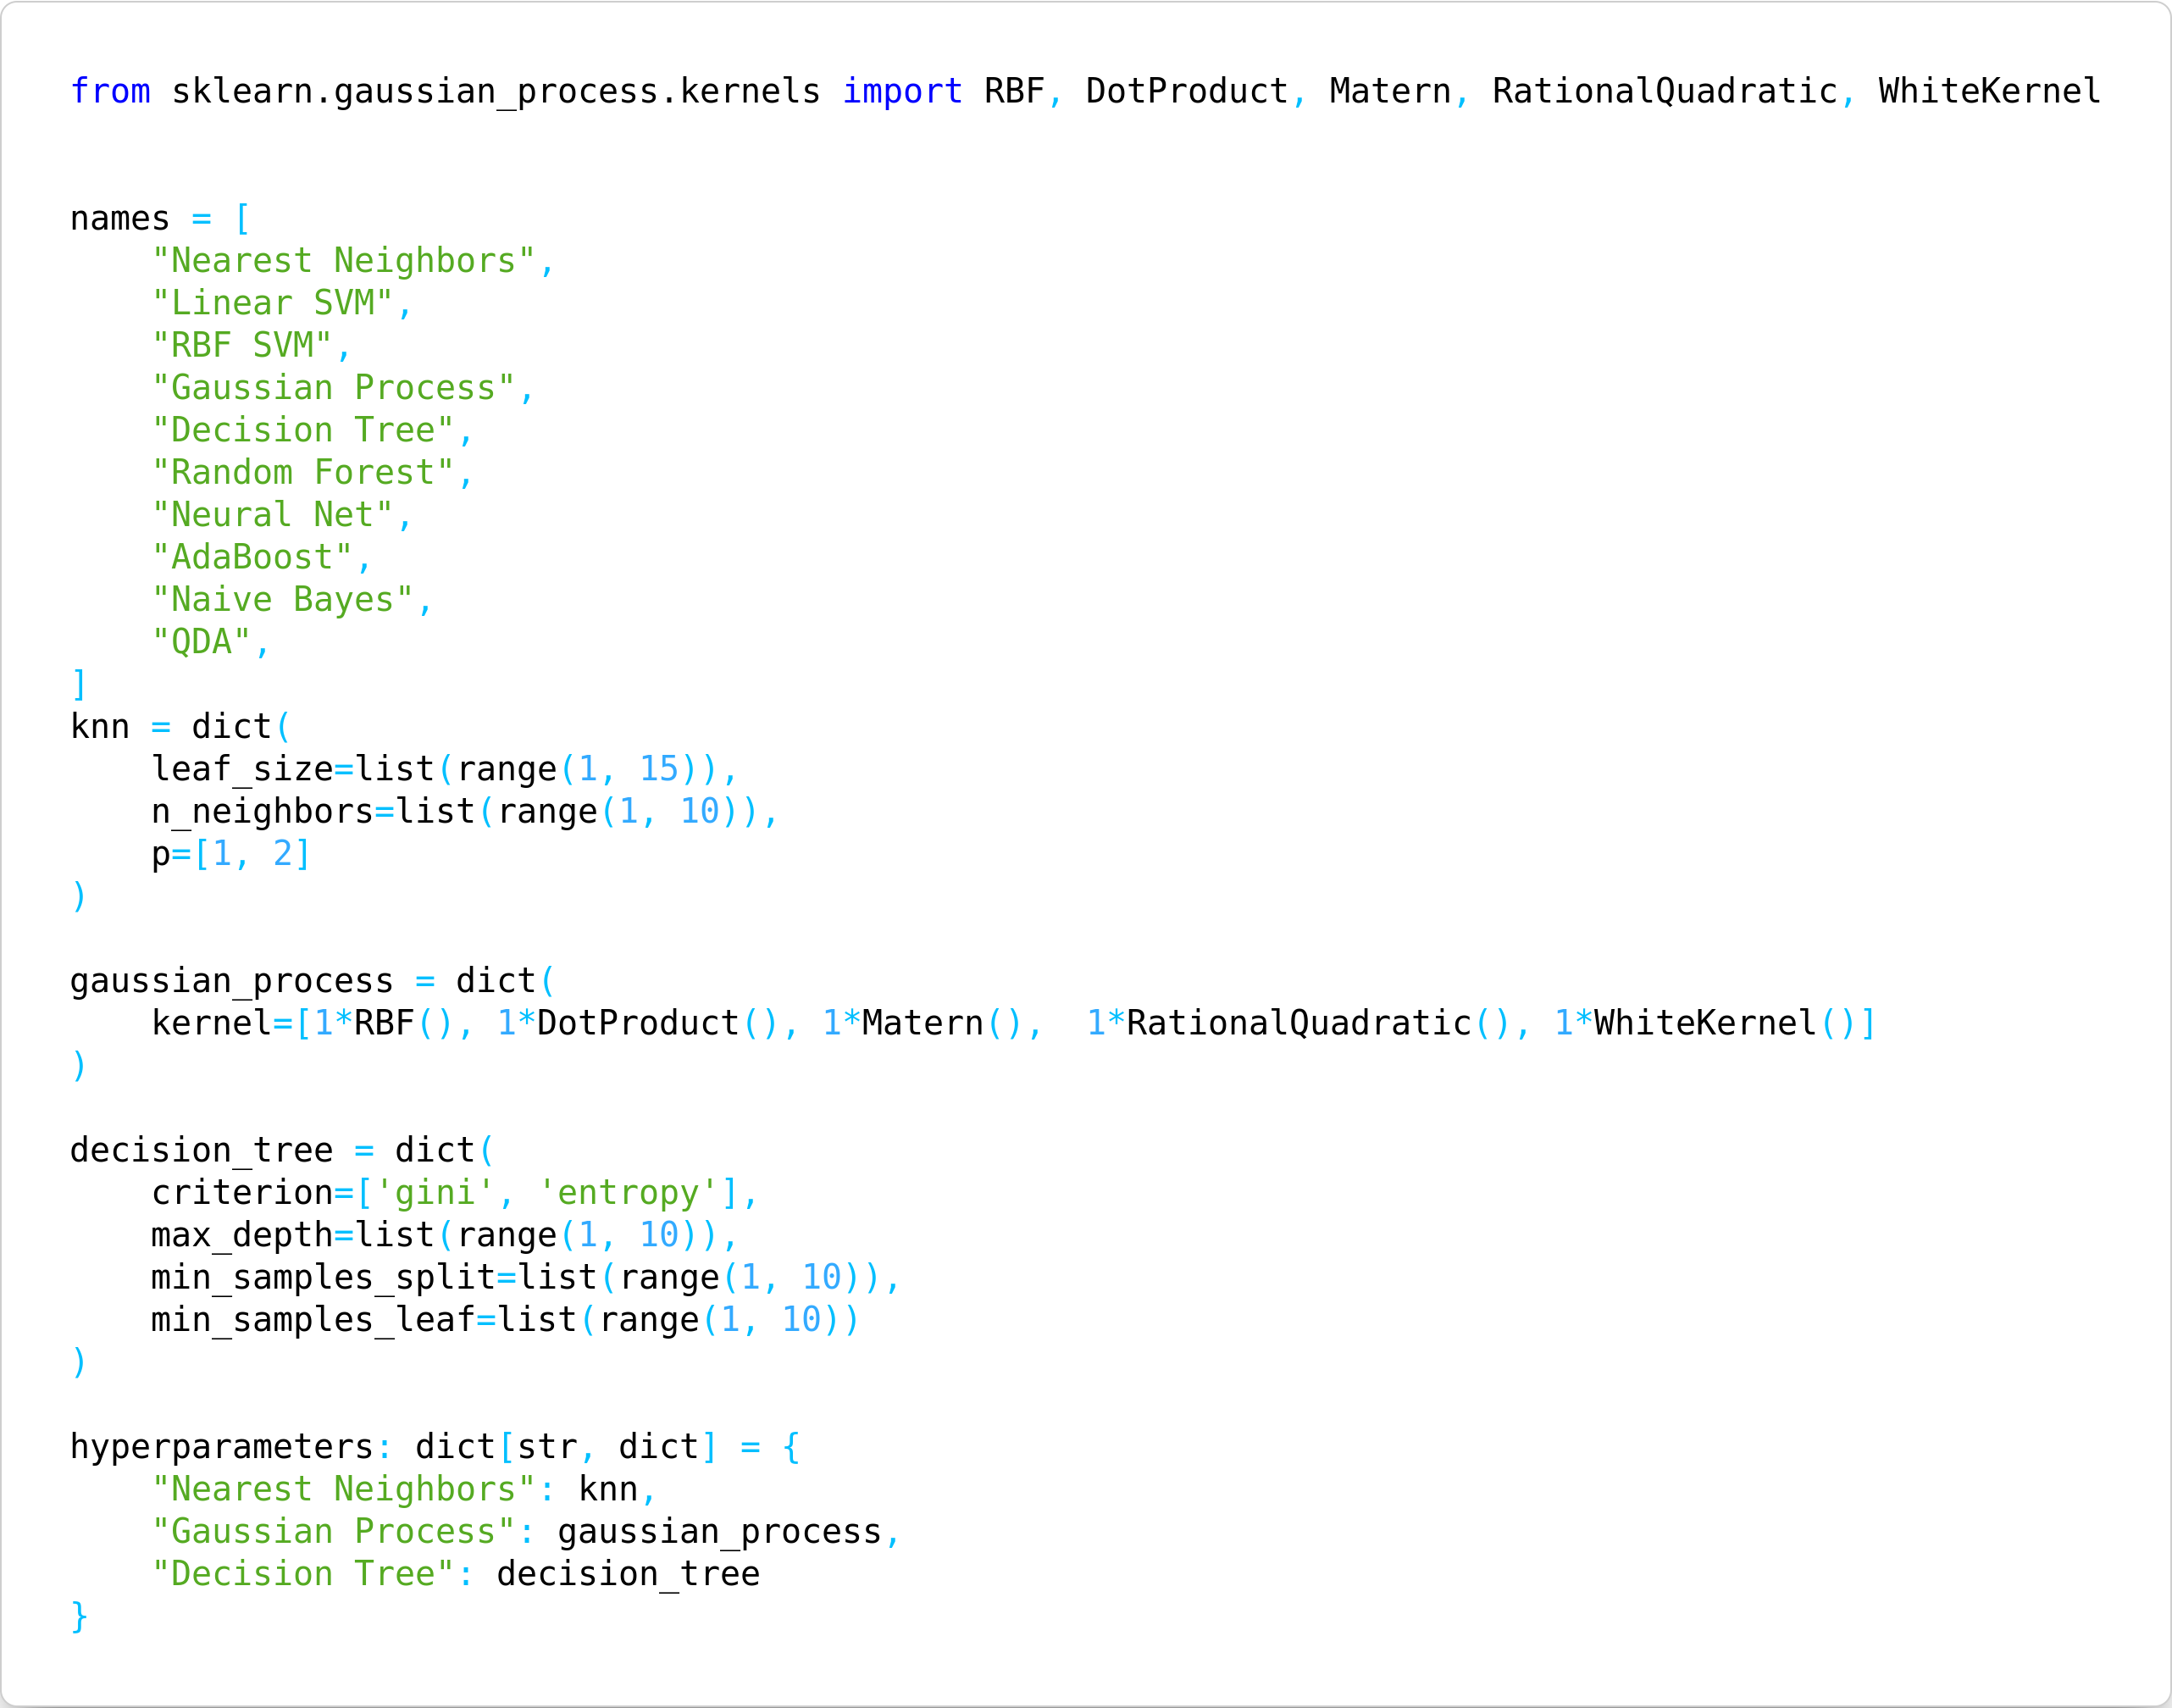 from sklearn.gaussian_process.kernels import RBF, DotProduct, Matern, RationalQuadratic, WhiteKernel
names = [
    "Nearest Neighbors",
    "Linear SVM",
    "RBF SVM",
    "Gaussian Process",
    "Decision Tree",
    "Random Forest",
    "Neural Net",
    "AdaBoost",
    "Naive Bayes",
    "QDA",
]
knn = dict(
    leaf_size=list(range(1, 15)),
    n_neighbors=list(range(1, 10)),
    p=[1, 2]
)
gaussian_process = dict(
    kernel=[1*RBF(), 1*DotProduct(), 1*Matern(),  1*RationalQuadratic(), 1*WhiteKernel()]
)
decision_tree = dict(
    criterion=['gini', 'entropy'],
    max_depth=list(range(1, 10)),
    min_samples_split=list(range(1, 10)),
    min_samples_leaf=list(range(1, 10))
)
hyperparameters: dict[str, dict] = {
    "Nearest Neighbors": knn,
    "Gaussian Process": gaussian_process,
    "Decision Tree": decision_tree
}